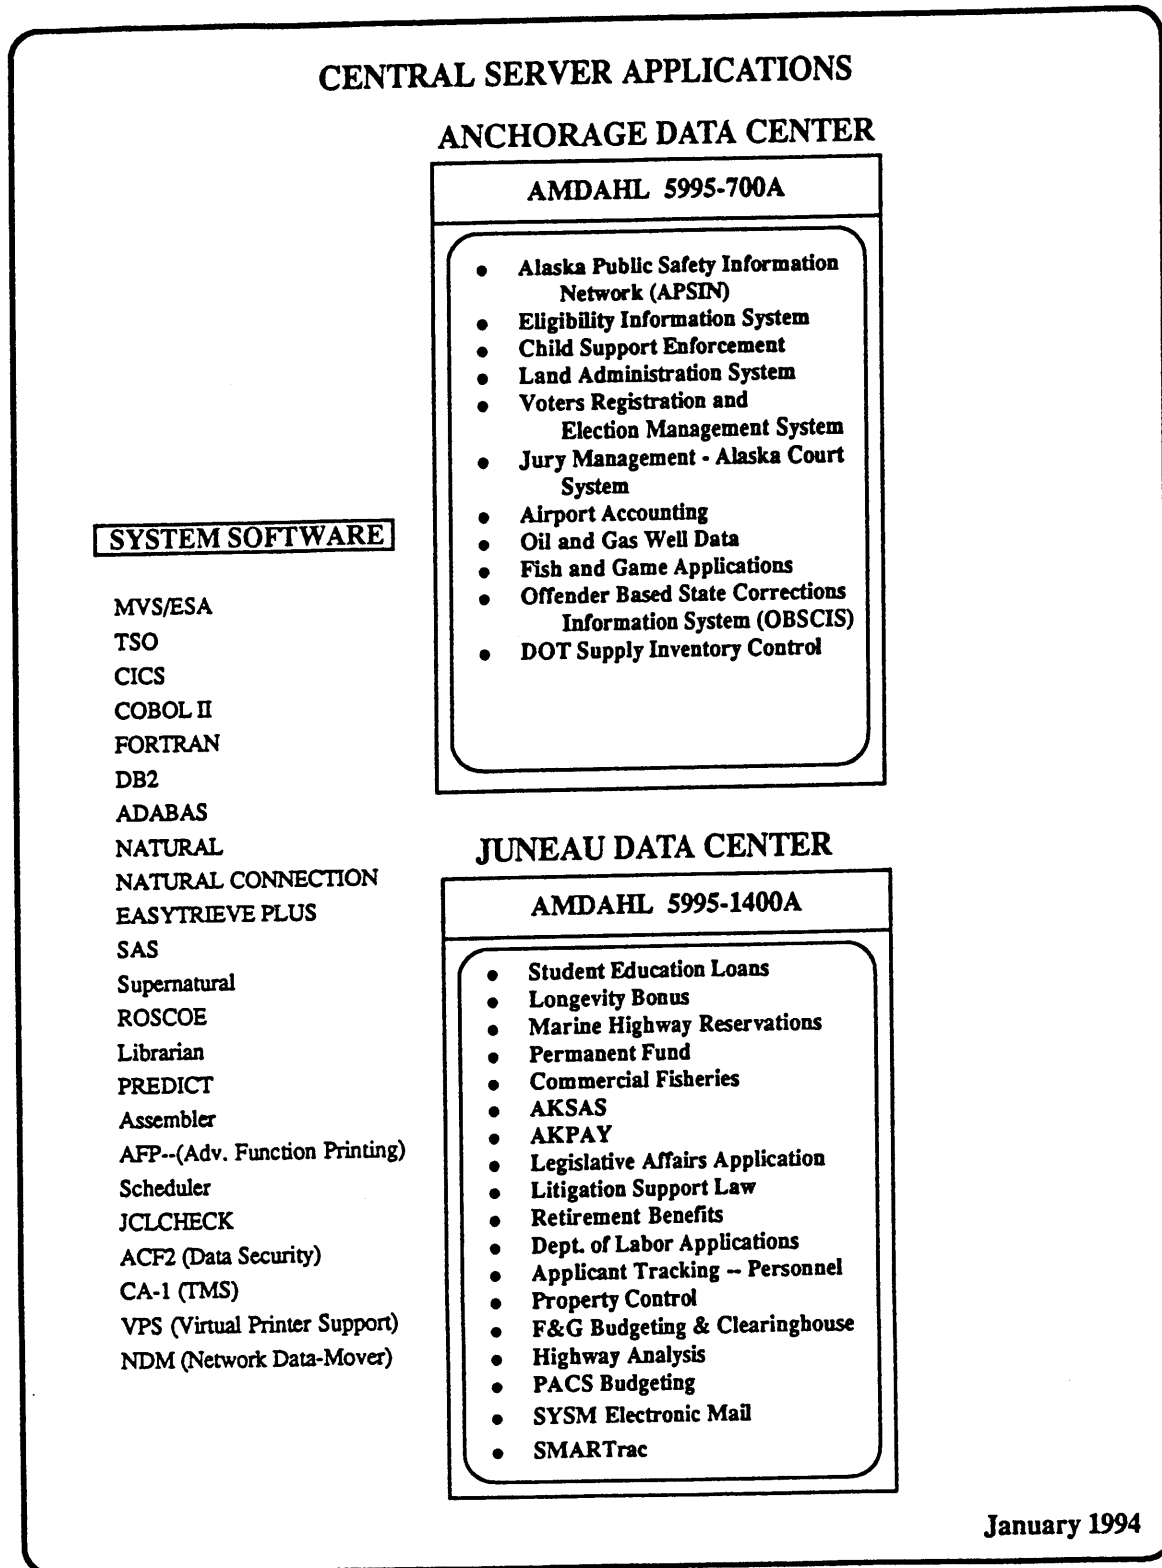 CENTRAL SERVER APPLICATIONS
ANCHORAGE DATA CENTER
AMDAHL 5995-700A
• Alaska Public Safety Information
Network (APSIN)
• Eligibility Information System
• Child Support Enforcement
• Land Administration System
• Voters Registration and
Election Management System
• Jury Management - Alaska Court
System
• Airport Accounting
• Oil and Gas Well Data
• Fish and Game Applications
• Offender Based State Corrections
Information System (OBSCIS)
• DOT Supply Inventory Control
SYSTEM SOFTWARE
MVS/ESA
TSO
CICS
COBOL II
FORTRAN
DB2
ADABAS
NATURAL
NATURAL CONNECTION
EASYTRIEVE PLUS
SAS
Supernatural
ROSCOE
Librarian
PREDICT
Assembler
AFP--(Adv. Function Printing)
Scheduler
JCLCHECK
ACF2 (Data Security)
CA-1 (TMS)
VPS (Virtual Printer Support)
NDM (Network Data-Mover)
JUNEAU DATA CENTER
AMDAHL 5995-1400A
• Student Education Loans
• Longevity Bonus
• Marine Highway Reservations
• Permanent Fund
• Commercial Fisheries
• AKSAS
• AKPAY
• Legislative Affairs Application
• Litigation Support Law
• Retirement Benefits
• Dept. of Labor Applications
• Applicant Tracking -- Personnel
• Property Control
• F&G Budgeting & Clearinghouse
• Highway Analysis
• PACS Budgeting
• SYSM Electronic Mail
• SMARTrac
January 1994